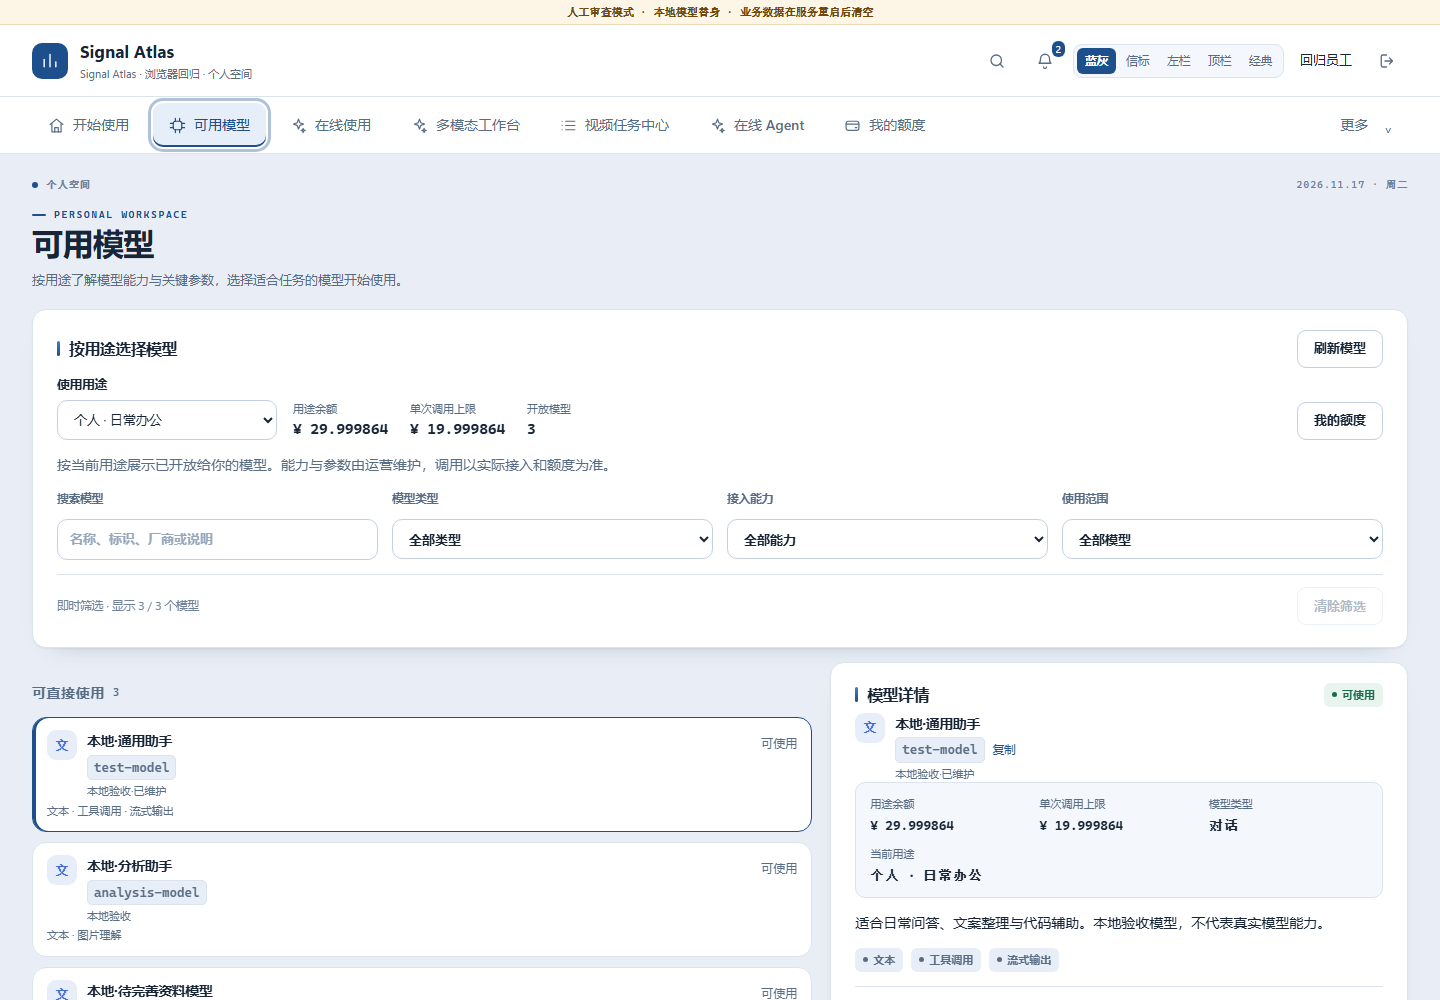 人工审查模式 · 本地模型替身 · 业务数据在服务重启后清空
Signal Atlas
Signal Atlas · 浏览器回归 · 个人空间
2
蓝灰
信标
左栏
顶栏
经典
回归员工
开始使用
可用模型
在线使用
多模态工作台
视频任务中心
在线 Agent
我的额度
更多
个人空间
2026.11.17 · 周二
PERSONAL WORKSPACE
可用模型
按用途了解模型能力与关键参数，选择适合任务的模型开始使用。
按用途选择模型
刷新模型
使用用途
个人 · 日常办公
用途余额
¥ 29.999864
单次调用上限
¥ 19.999864
开放模型
3
我的额度
按当前用途展示已开放给你的模型。能力与参数由运营维护，调用以实际接入和额度为准。
搜索模型
模型类型
接入能力
使用范围
名称、标识、厂商或说明
全部类型
全部能力
全部模型
即时筛选 · 显示 3 / 3 个模型
清除筛选
可直接使用 3
文
本地·通用助手
可使用
test-model
本地验收·已维护
文本 · 工具调用 · 流式输出
文
本地·分析助手
可使用
analysis-model
本地验收
文本 · 图片理解
文
本地·待完善资料模型
可使用
模型详情
可使用
文
本地·通用助手
test-model
复制
本地验收·已维护
用途余额
¥ 29.999864
单次调用上限
¥ 19.999864
模型类型
对话
当前用途
个人 · 日常办公
适合日常问答、文案整理与代码辅助。本地验收模型，不代表真实模型能力。
文本
工具调用
流式输出